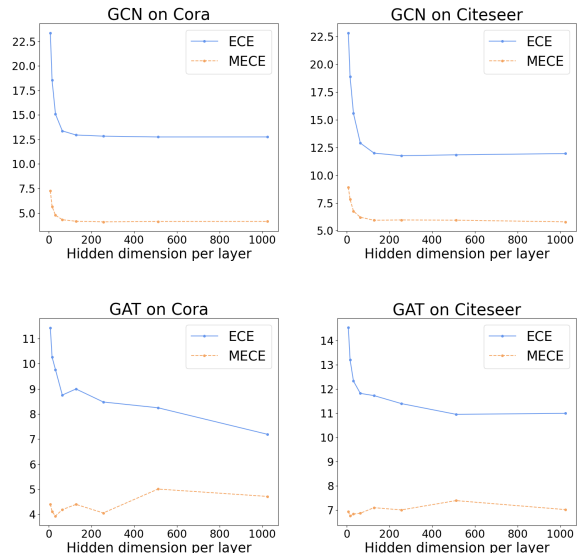 GCN on Cora
22.5
20.0
17.5
15.0
12.5
10.0
7.5
5.0
ECE
MECE
0 200 400 600 800 1000
Hidden dimension per layer
GCN on Citeseer
22.5
20.0
17.5
15.0
12.5
10.0
7.5
5.0
ECE
MECE
0 200 400 600 800 1000
Hidden dimension per layer
GAT on Cora
11
10
9
8
7
6
5
4
ECE
MECE
0 200 400 600 800 1000
Hidden dimension per layer
GAT on Citeseer
14
13
12
11
10
9
8
7
ECE
MECE
0 200 400 600 800 1000
Hidden dimension per layer